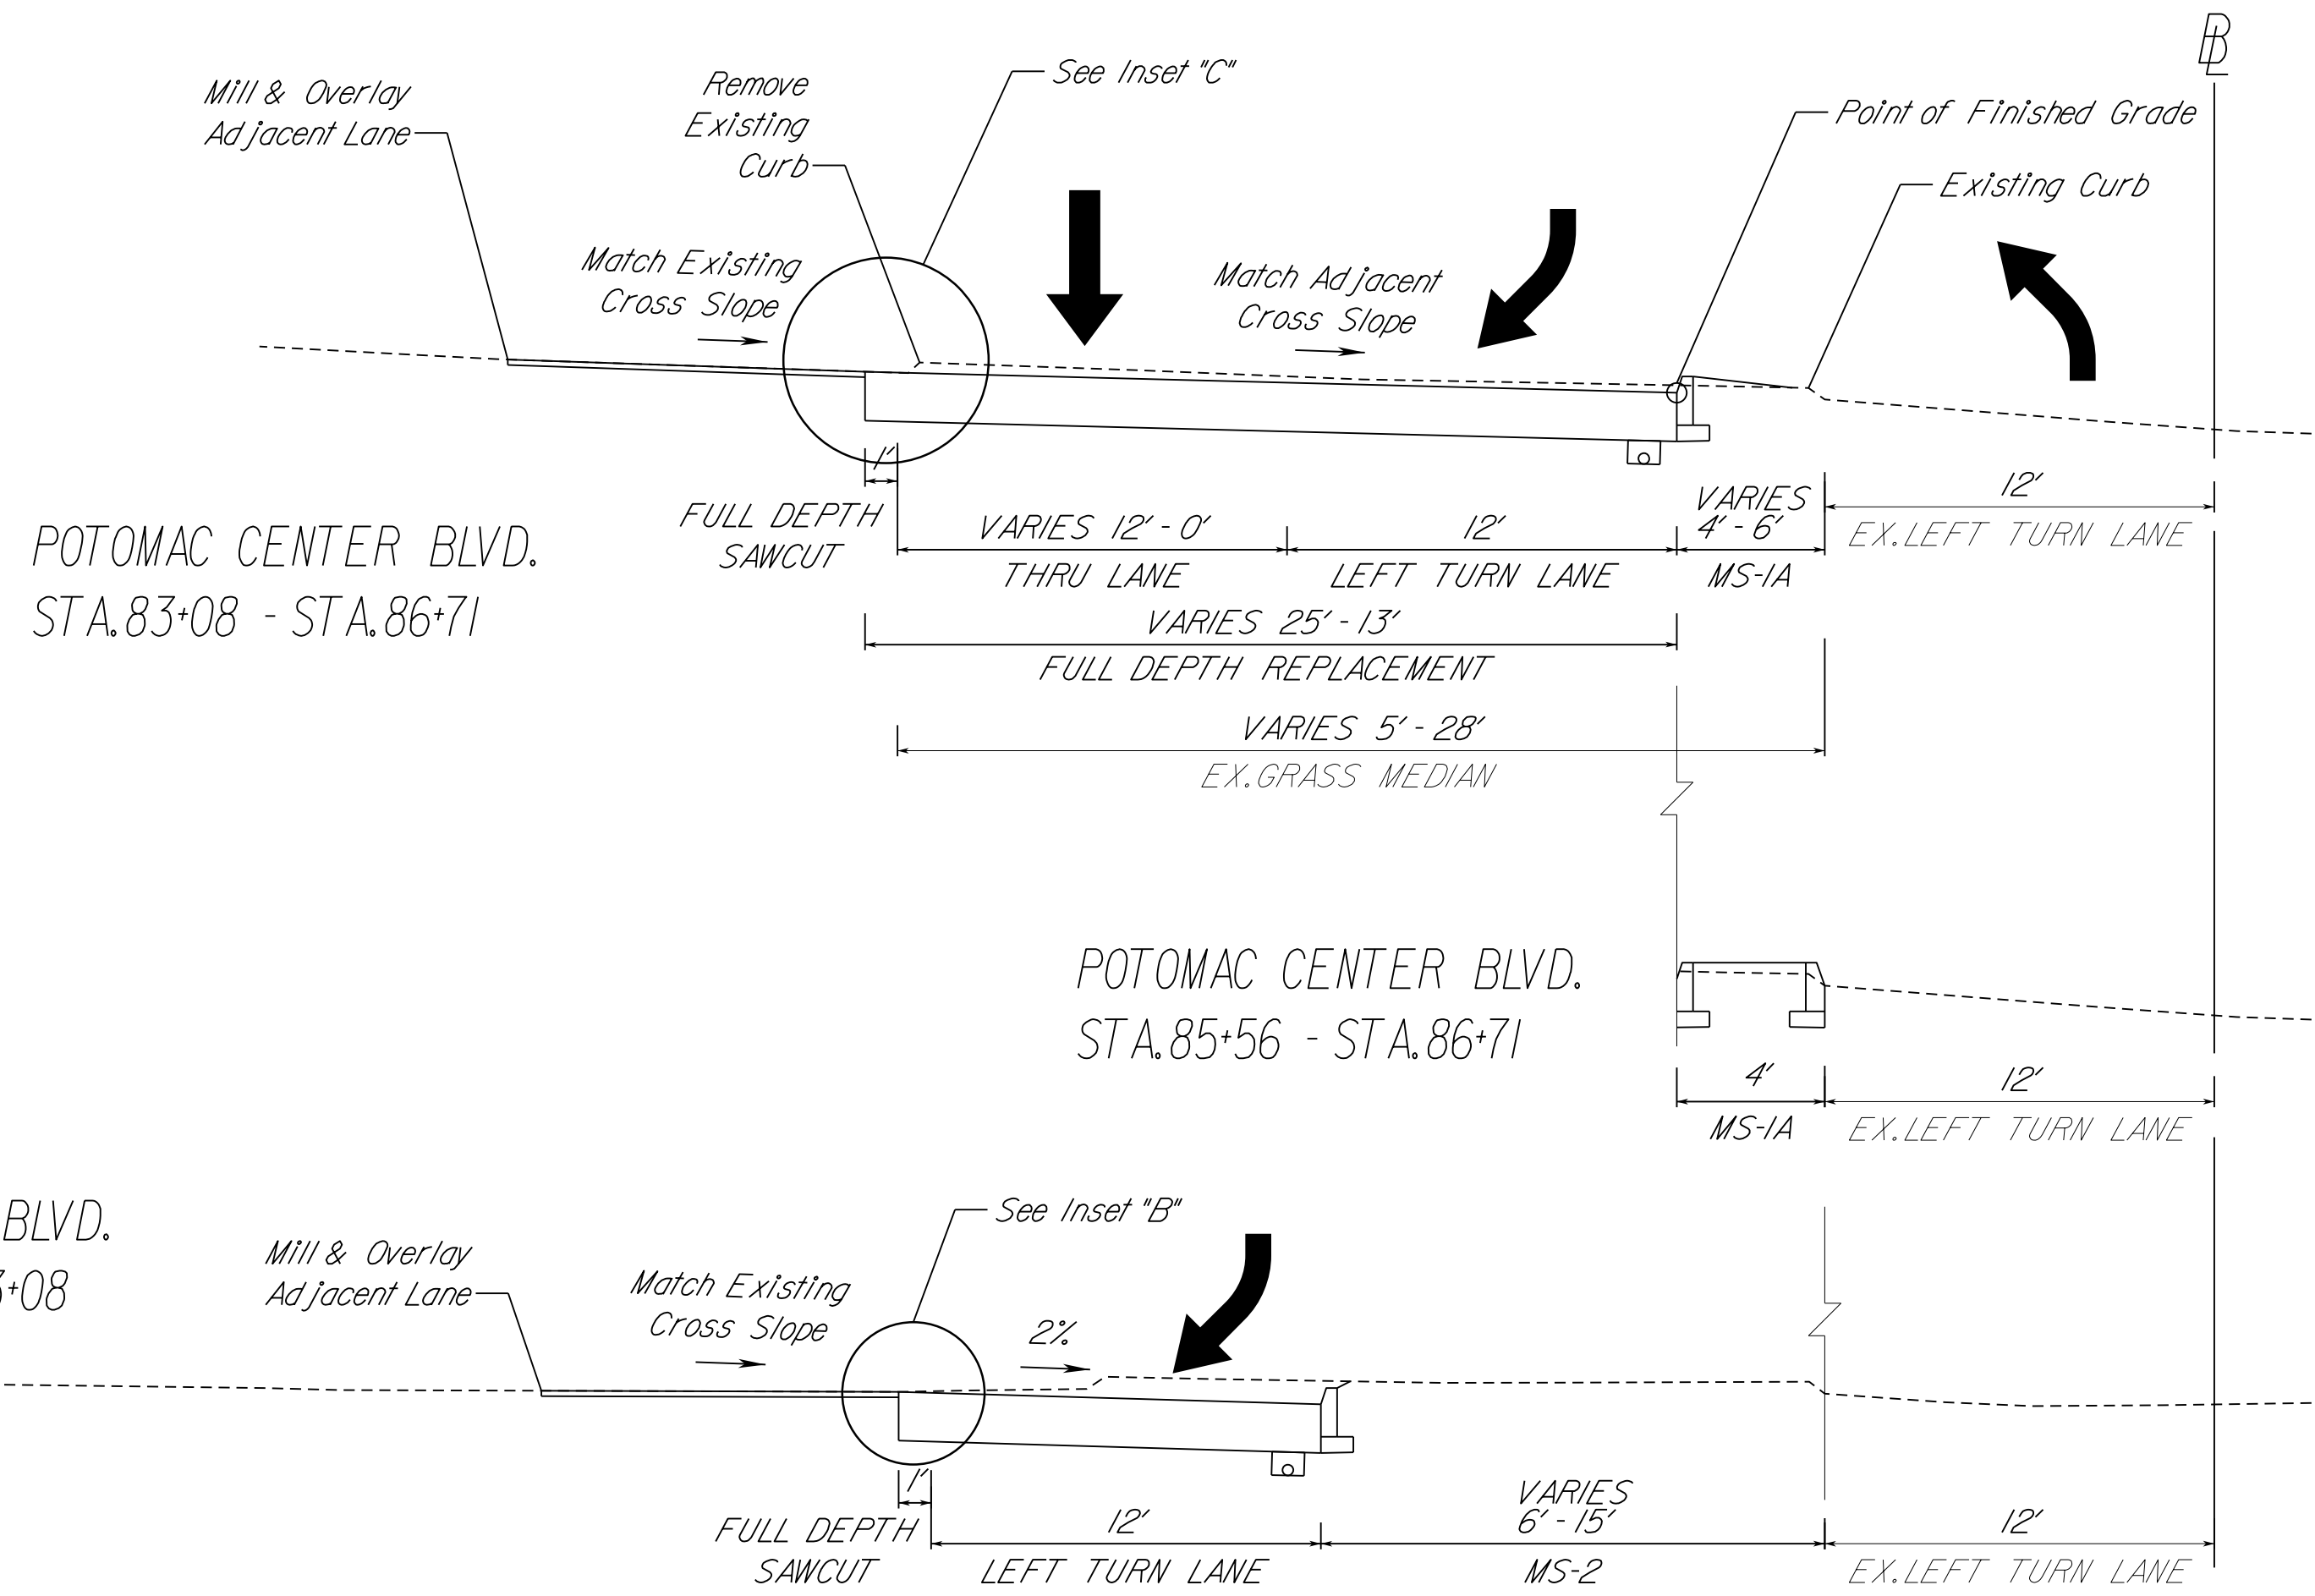 Mill & Overlay
Adjacent Lane
Remove
Existing
Curb
See Inset "C"
Point of Finished Grade
Existing Curb
Match Existing
Cross Slope
Match Adjacent
Cross Slope
1'
FULL DEPTH
SAWCUT
VARIES 12' - 0'
THRU LANE
12'
LEFT TURN LANE
VARIES
4' - 6'
MS-1A
12'
EX. LEFT TURN LANE
POTOMAC CENTER BLVD.
STA. 83+08 - STA. 86+71
VARIES 25' - 13'
FULL DEPTH REPLACEMENT
VARIES 5' - 28'
EX. GRASS MEDIAN
POTOMAC CENTER BLVD.
STA. 85+56 - STA. 86+71
4'
MS-1A
12'
EX. LEFT TURN LANE
BLVD.
+08
Mill & Overlay
Adjacent Lane
Match Existing
Cross Slope
See Inset "B"
2%
1'
FULL DEPTH
SAWCUT
12'
LEFT TURN LANE
VARIES
6' - 15'
MS-2
12'
EX. LEFT TURN LANE